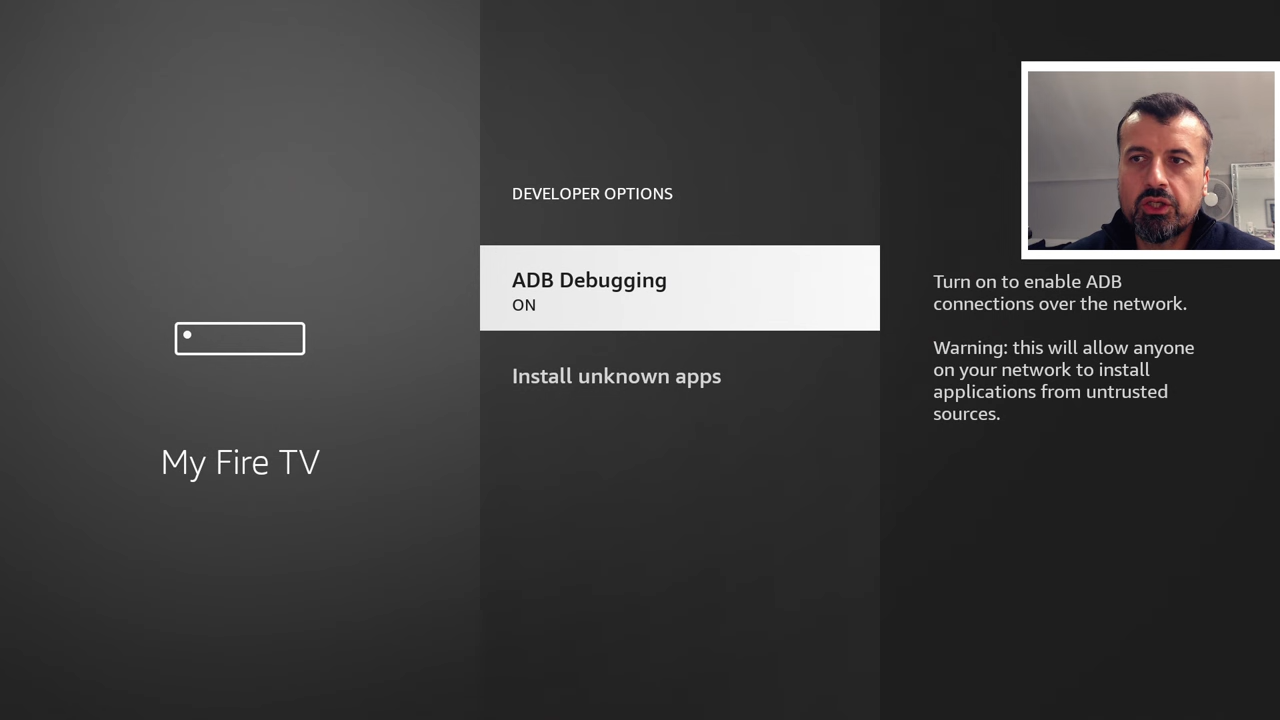 DEVELOPER OPTIONS
ADB Debugging
ON
Install unknown apps
My Fire TV
Turn on to enable ADB
connections over the network.
Warning: this will allow anyone
on your network to install
applications from untrusted
sources.